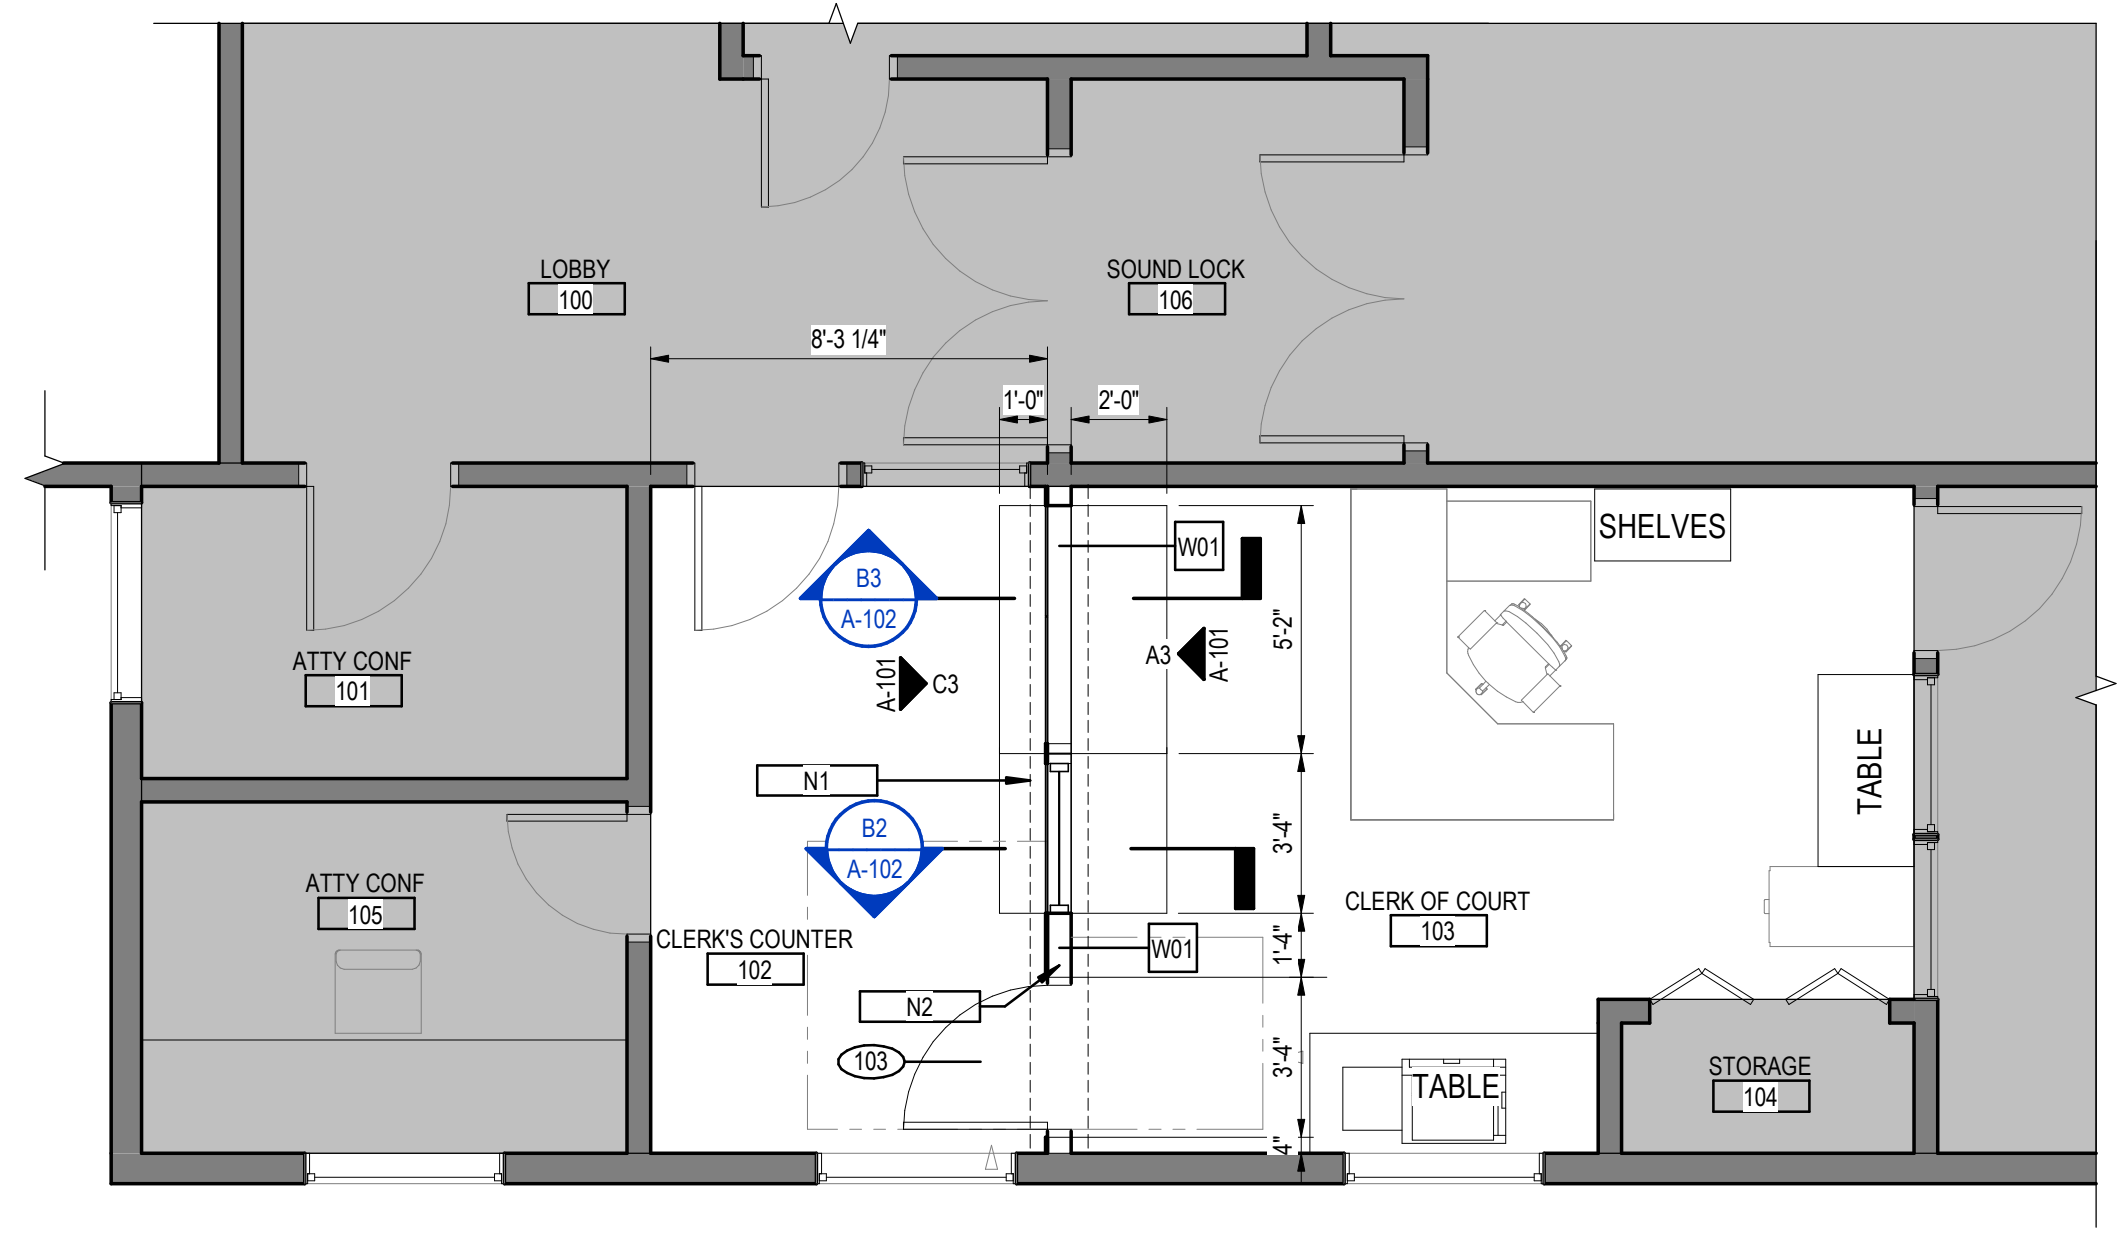 LOBBY
100
SOUND LOCK
106
8'-3 1/4"
1'-0"
2'-0"
SHELVES
W01
B3
A-102
5'-2"
A3
A-101
A-101
C3
ATTY CONF
101
TABLE
N1
B2
A-102
3'-4"
ATTY CONF
105
CLERK OF COURT
103
CLERK'S COUNTER
102
W01
1'-4"
N2
103
3'-4"
TABLE
STORAGE
104
4"